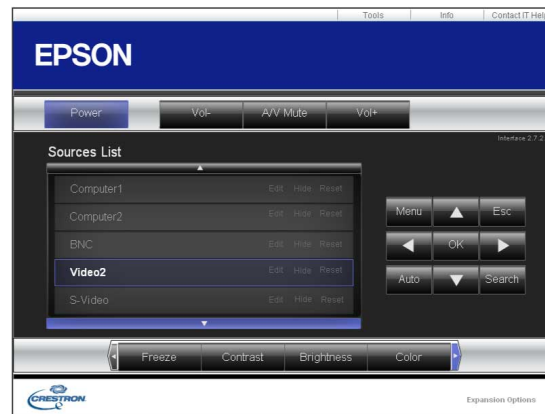 Tools Info Contact IT Help
EPSON
Power Vol- A/V Mute Vol+
Interface 2.7.2
Sources List
Computer1 Edit Hide Reset
Computer2 Edit Hide Reset
BNC Edit Hide Reset
Video2 Edit Hide Reset
S-Video Edit Hide Reset
Menu Esc
OK
Auto Search
Freeze Contrast Brightness Color
CRESTRON
Expansion Options